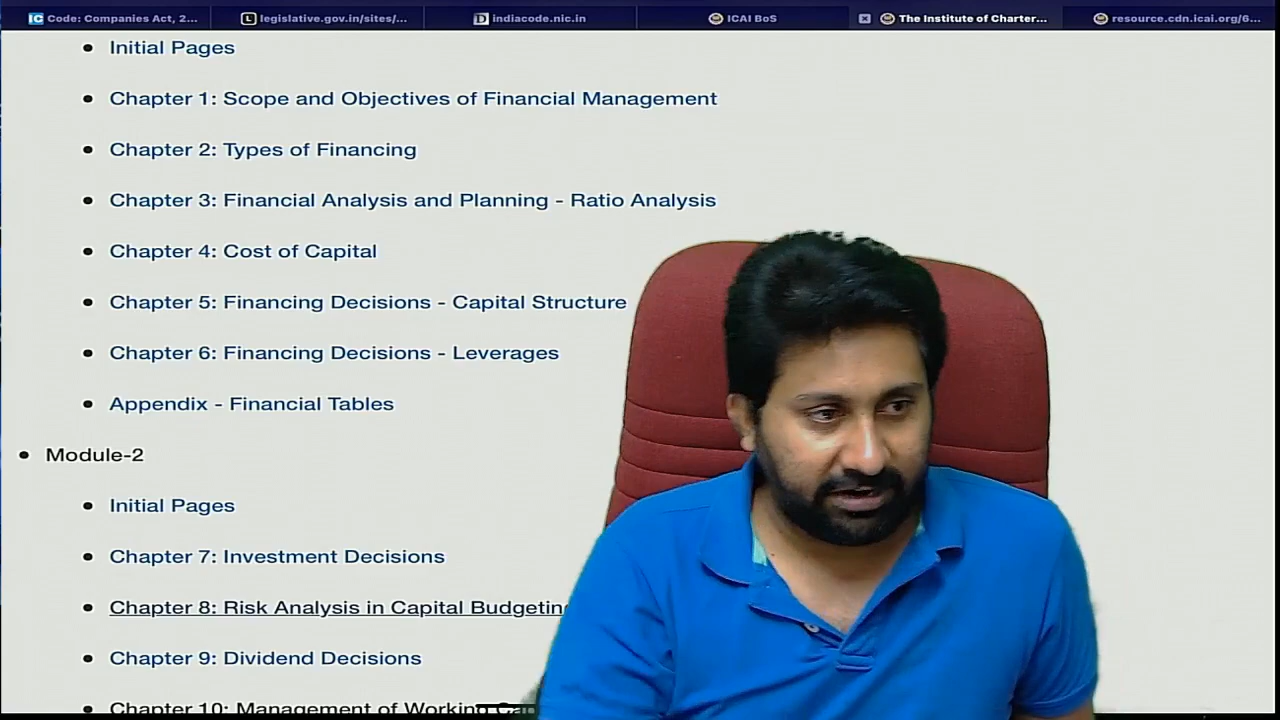 Code: Companies Act, 2...
legislative.gov.in/sites/...
indiacode.nic.in
ICAI BoS
The Institute of Charter...
resource.cdn.icai.org/6...
Initial Pages
Chapter 1: Scope and Objectives of Financial Management
Chapter 2: Types of Financing
Chapter 3: Financial Analysis and Planning - Ratio Analysis
Chapter 4: Cost of Capital
Chapter 5: Financing Decisions - Capital Structure
Chapter 6: Financing Decisions - Leverages
Appendix - Financial Tables
Module-2
Initial Pages
Chapter 7: Investment Decisions
Chapter 8: Risk Analysis in Capital Budgeting
Chapter 9: Dividend Decisions
Chapter 10: Management of Working Cap